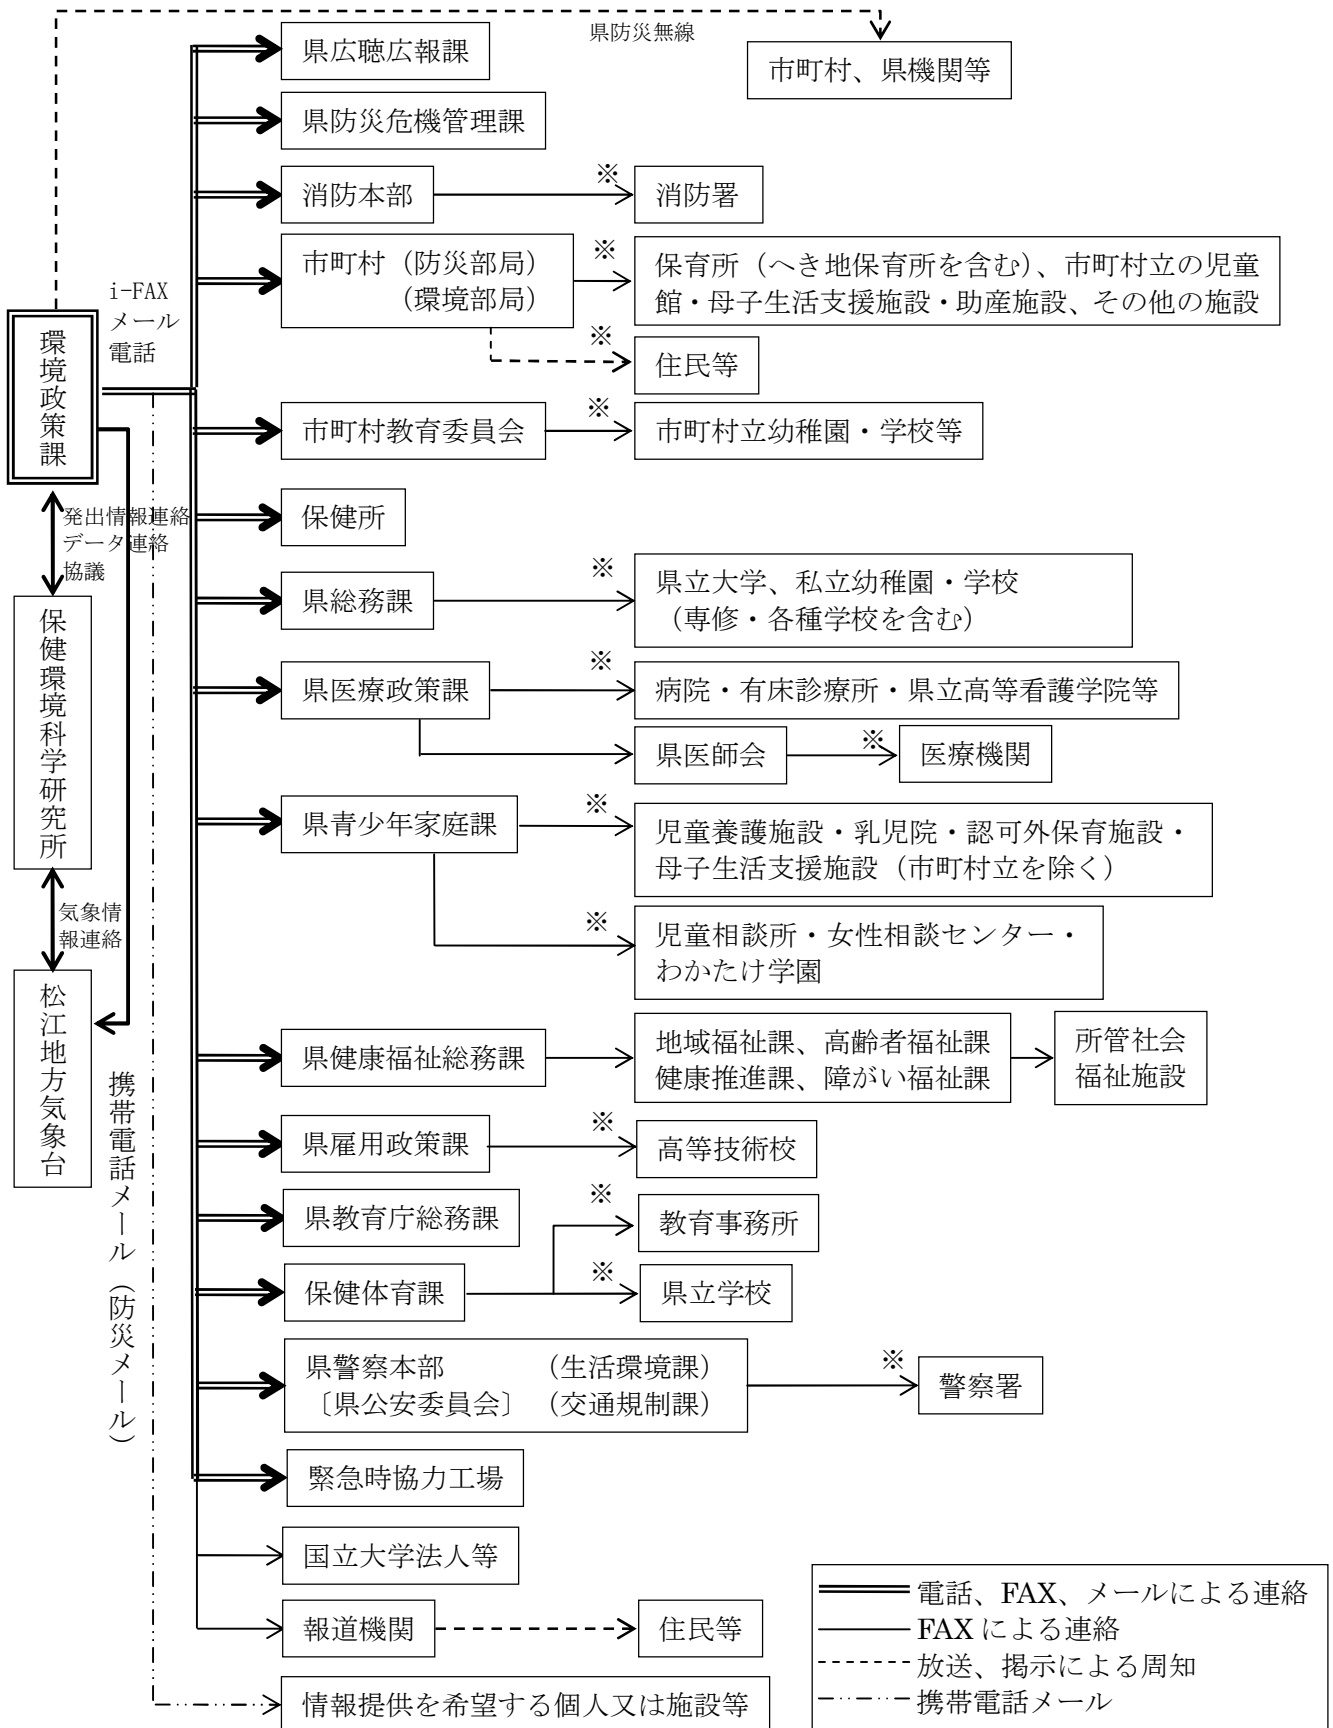 県防災無線
市町村、県機関等
県広聴広報課
県防災危機管理課
消防本部
※
消防署
市町村（防災部局）
（環境部局）
※
保育所（へき地保育所を含む）、市町村立の児童
館・母子生活支援施設・助産施設、その他の施設
※
住民等
i-FAX
メール
電話
環境政策課
市町村教育委員会
※
市町村立幼稚園・学校等
保健所
発出情報連絡
データ連絡
協議
県総務課
※
県立大学、私立幼稚園・学校
（専修・各種学校を含む）
保健環境科学研究所
県医療政策課
※
病院・有床診療所・県立高等看護学院等
県医師会
※
医療機関
県青少年家庭課
※
児童養護施設・乳児院・認可外保育施設・
母子生活支援施設（市町村立を除く）
気象情
報連絡
※
児童相談所・女性相談センター・
わかたけ学園
松江地方気象台
県健康福祉総務課
地域福祉課、高齢者福祉課
健康推進課、障がい福祉課
所管社会
福祉施設
携帯電話メール（防災メール）
県雇用政策課
※
高等技術校
県教育庁総務課
※
教育事務所
保健体育課
※
県立学校
県警察本部　　　（生活環境課）
〔県公安委員会〕（交通規制課）
※
警察署
緊急時協力工場
国立大学法人等
報道機関
住民等
情報提供を希望する個人又は施設等
電話、FAX、メールによる連絡
FAXによる連絡
放送、掲示による周知
携帯電話メール